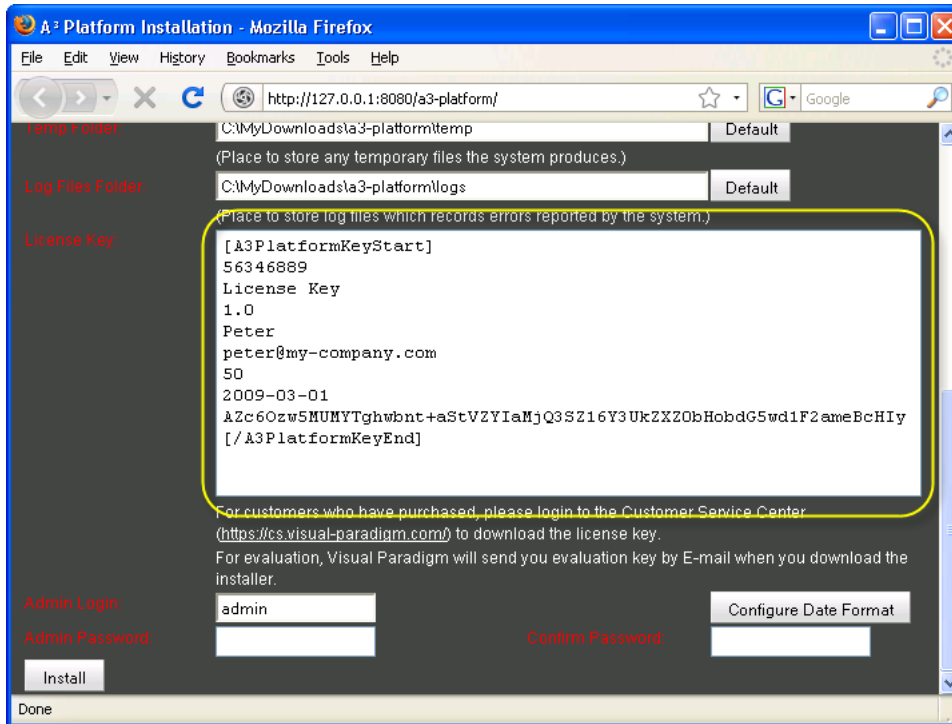 A³ Platform Installation - Mozilla Firefox
File Edit View History Bookmarks Tools Help
http://127.0.0.1:8080/a3-platform/ G Google
Temp Folder: C:\MyDownloads\a3-platform\temp Default
(Place to store any temporary files the system produces.)
Log Files Folder: C:\MyDownloads\a3-platform\logs Default
(Place to store log files which records errors reported by the system.)
License Key:
[A3PlatformKeyStart]
56346889
License Key
1.0
Peter
peter@my-company.com
50
2009-03-01
AZc6Ozw5MUMYTghwbnt+aStVZYIaMjQ3SZ16Y3UkZXZObHobdG5wd1F2ameBcHIy
[/A3PlatformKeyEnd]
For customers who have purchased, please login to the Customer Service Center
(https://cs.visual-paradigm.com/) to download the license key.
For evaluation, Visual Paradigm will send you evaluation key by E-mail when you download the
installer.
Admin Login: admin Configure Date Format
Admin Password: Confirm Password:
Install
Done